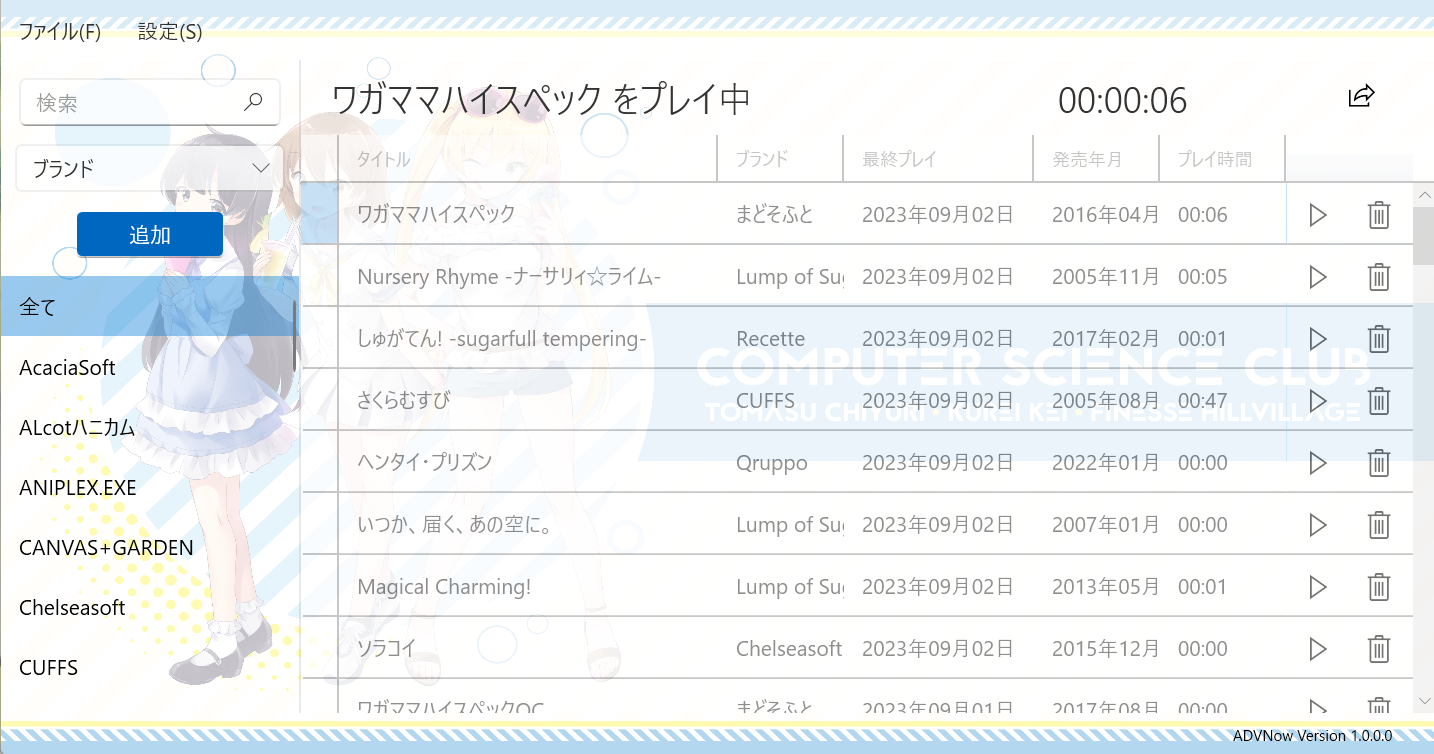 ファイル(F) 設定(S)
検索
ワガママハイスペック をプレイ中 00:00:06
ブランド
追加
全て
AcaciaSoft
ALcotハニカム
ANIPLEX.EXE
CANVAS+GARDEN
Chelseasoft
CUFFS
タイトル ブランド 最終プレイ 発売年月 プレイ時間
ワガママハイスペック まどそふと 2023年09月02日 2016年04月 00:06
Nursery Rhyme -ナーサリィ☆ライム- Lump of Sug 2023年09月02日 2005年11月 00:05
しゅがてん! -sugarfull tempering- Recette 2023年09月02日 2017年02月 00:01
さくらむすび CUFFS 2023年09月02日 2005年08月 00:47
ヘンタイ・プリズン Qruppo 2023年09月02日 2022年01月 00:00
いつか、届く、あの空に。 Lump of Sug 2023年09月02日 2007年01月 00:00
Magical Charming! Lump of Sug 2023年09月02日 2013年05月 00:01
ソラコイ Chelseasoft 2023年09月02日 2015年12月 00:00
ワガママハイスペックOC まどそふと 2023年09月01日 2017年08月 00:00
COMPUTER SCIENCE CLUB
TOMASU CHIYURI • KUREI KEI • FINESSE HILLVILLAGE
ADVNow Version 1.0.0.0